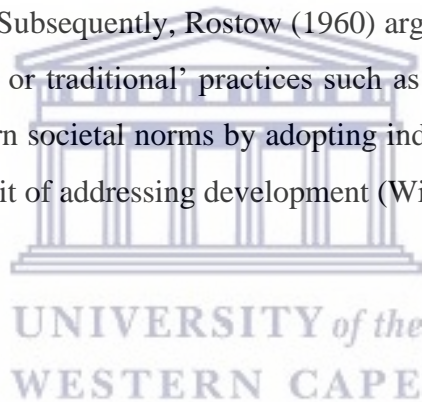 Subsequently, Rostow (1960) arg
or traditional’ practices such as
rn societal norms by adopting ind
it of addressing development (Wi
UNIVERSITY of the
WESTERN CAPE